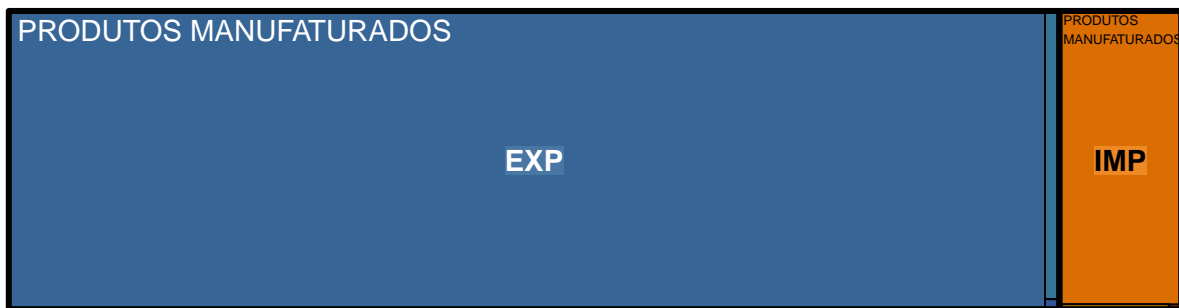 PRODUTOS MANUFATURADOS
EXP
PRODUTOS
MANUFATURADOS
IMP